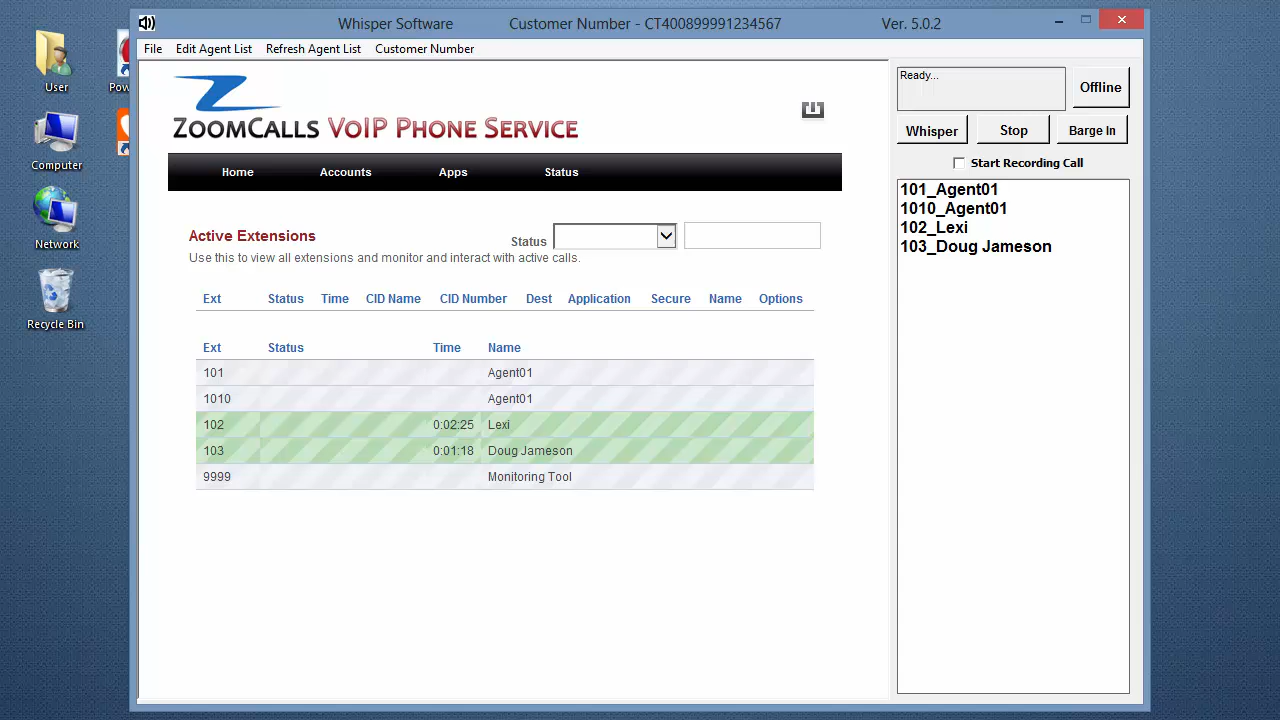 Whisper Software Customer Number - CT400899991234567 Ver. 5.0.2
File Edit Agent List Refresh Agent List Customer Number
User
Computer
Network
Recycle Bin
ZOOMCALLS VOIP PHONE SERVICE
Home Accounts Apps Status
Active Extensions
Status
Use this to view all extensions and monitor and interact with active calls.
Ext Status Time CID Name CID Number Dest Application Secure Name Options
Ext Status Time Name
101 Agent01
1010 Agent01
102 0:02:25 Lexi
103 0:01:18 Doug Jameson
9999 Monitoring Tool
Ready...
Offline
Whisper Stop Barge In
Start Recording Call
101_Agent01
1010_Agent01
102_Lexi
103_Doug Jameson